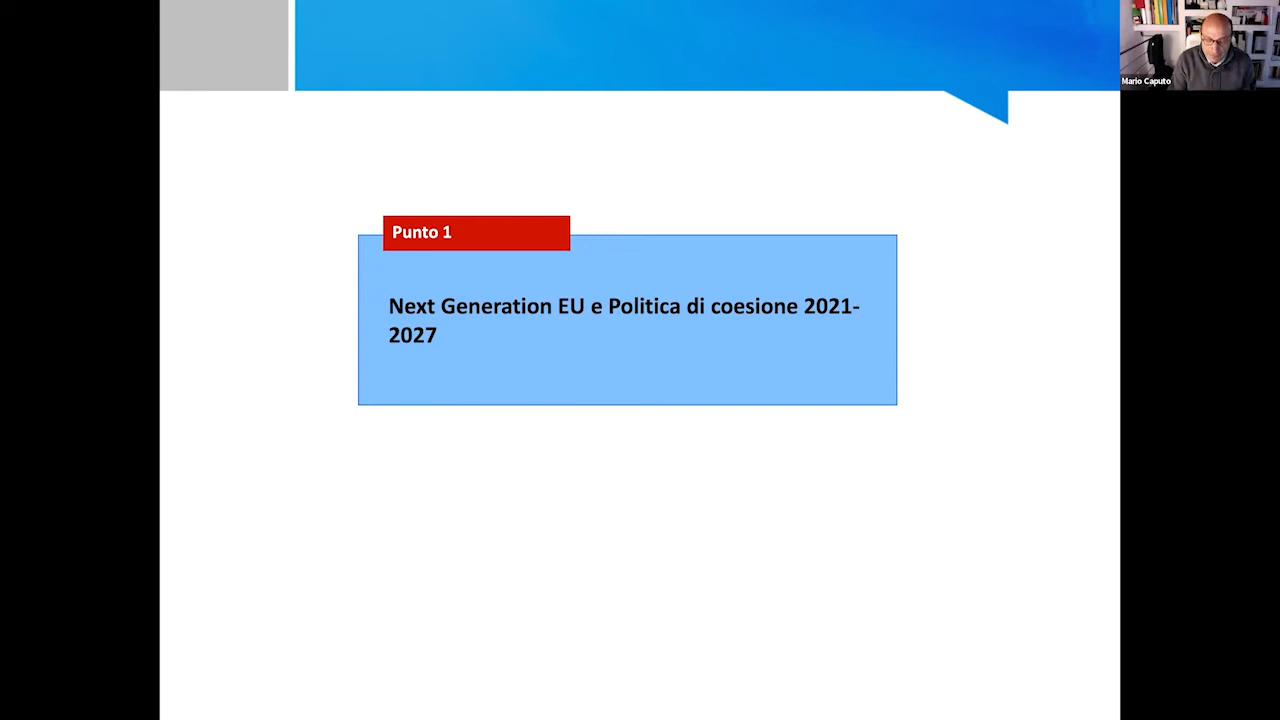 Mario Caputo
Punto 1
Next Generation EU e Politica di coesione 2021-
2027